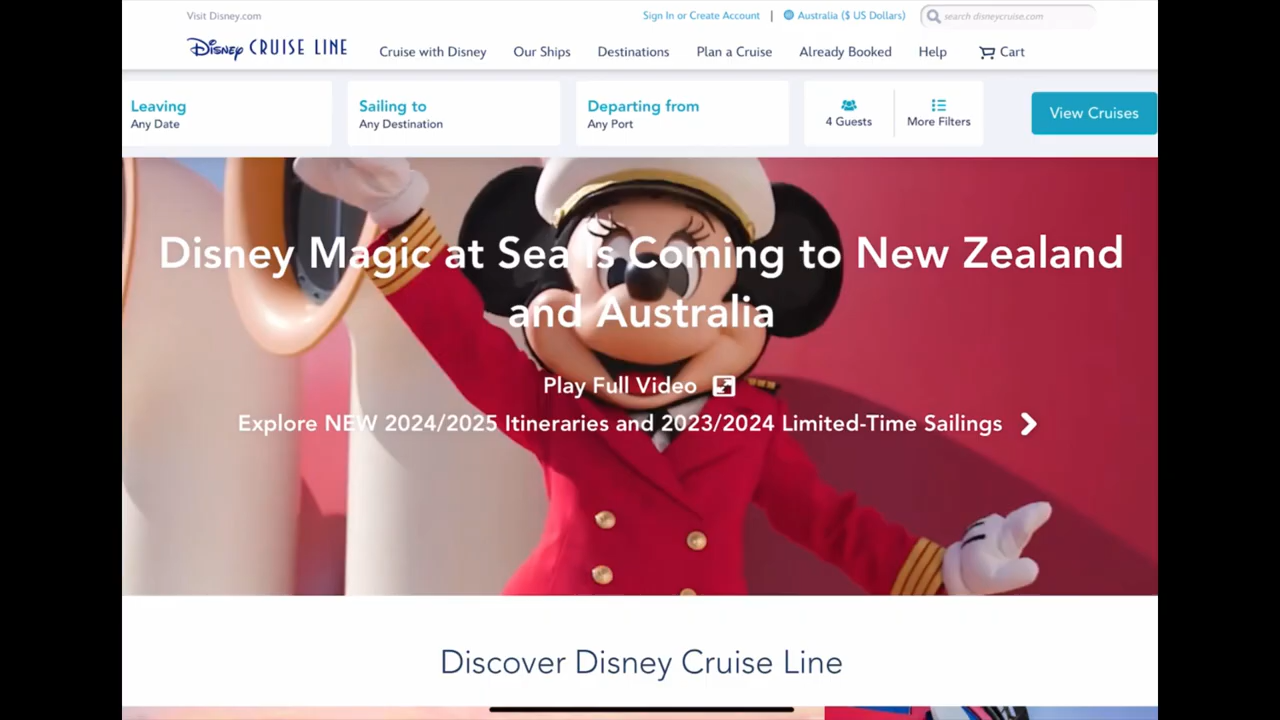 Visit Disney.com
Sign In or Create Account | Australia ($ US Dollars)
search disneycruise.com
Disney CRUISE LINE
Cruise with Disney
Our Ships
Destinations
Plan a Cruise
Already Booked
Help
Cart
Leaving
Any Date
Sailing to
Any Destination
Departing from
Any Port
4 Guests
More Filters
View Cruises
Disney Magic at Sea Is Coming to New Zealand
and Australia
Play Full Video
Explore NEW 2024/2025 Itineraries and 2023/2024 Limited-Time Sailings
Discover Disney Cruise Line